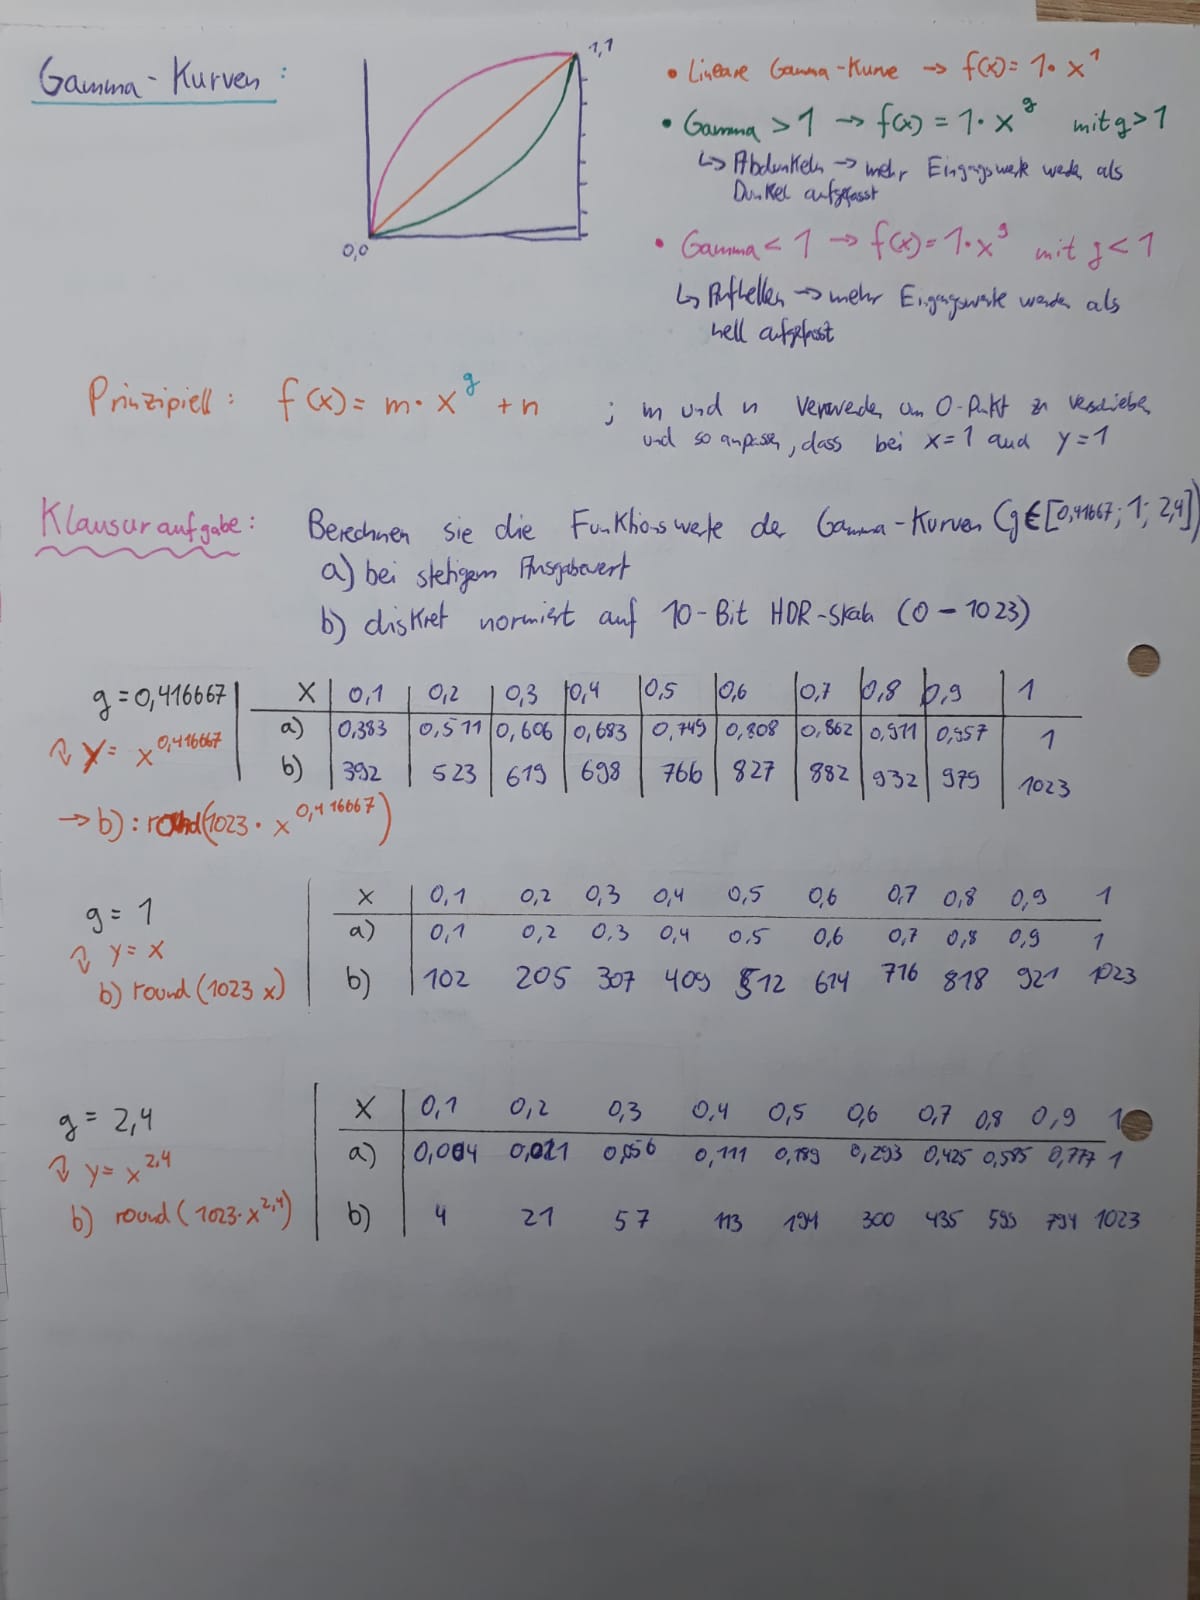 Gamma-Kurven:
1,1
0,0
• Lineare Gamma-Kurve → f(x) = 1 · x^1
• Gamma > 1 → f(x) = 1 · x^g mit g > 1
↳ Abdunkeln → mehr Eingangswerte werden als
Dunkel aufgefasst
• Gamma < 1 → f(x) = 1 · x^g mit g < 1
↳ Aufhellen → mehr Eingangswerte werden als
hell aufgefasst
Prinzipiell: f(x) = m · x^g + n ; m und n verwenden um 0-Punkt zu verschieben
und so anpassen, dass bei x=1 auch y=1
Klausuraufgabe: Berechnen sie die Funktionswerte der Gamma-Kurven (g∈[0,41667; 1; 2,4])
a) bei stetigem Ausgabewert
b) diskret normiert auf 10-Bit HDR-Skala (0 – 1023)
g = 0,416667 | X | 0,1 | 0,2 | 0,3 | 0,4 | 0,5 | 0,6 | 0,7 | 0,8 | 0,9 | 1
y = x^0,416667 | a) | 0,383 | 0,511 | 0,606 | 0,683 | 0,749 | 0,808 | 0,862 | 0,911 | 0,957 | 1
b) | 392 | 523 | 619 | 698 | 766 | 827 | 882 | 932 | 979 | 1023
→ b): round(1023 · x^0,416667)
g = 1 | X | 0,1 0,2 0,3 0,4 0,5 0,6 0,7 0,8 0,9 1
y = x | a) | 0,1 0,2 0,3 0,4 0,5 0,6 0,7 0,8 0,9 1
b) round(1023 x) | b) | 102 205 307 409 512 614 716 818 921 1023
g = 2,4 | X | 0,1 0,2 0,3 0,4 0,5 0,6 0,7 0,8 0,9 1
y = x^2,4 | a) | 0,004 0,021 0,056 0,111 0,189 0,293 0,425 0,585 0,777 1
b) round(1023·x^2,4) | b) | 4 21 57 113 194 300 435 599 794 1023